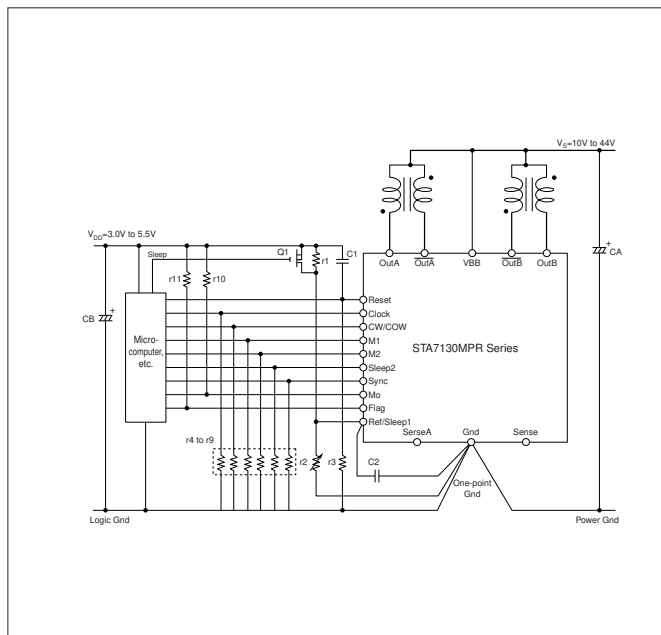 V_S=10V to 44V
V_DD=3.0V to 5.5V
Sleep
Q1
r1
C1
r11
r10
CA
+
CB
+
OutA
OutA
VBB
OutB
OutB
Micro-
computer,
etc.
STA7130MPR Series
Reset
Clock
CW/COW
M1
M2
Sleep2
Sync
Mo
Flag
Ref/Sleep1
SerseA
Gnd
Sense
r4 to r9
r2
r3
C2
One-point
Gnd
Logic Gnd
Power Gnd